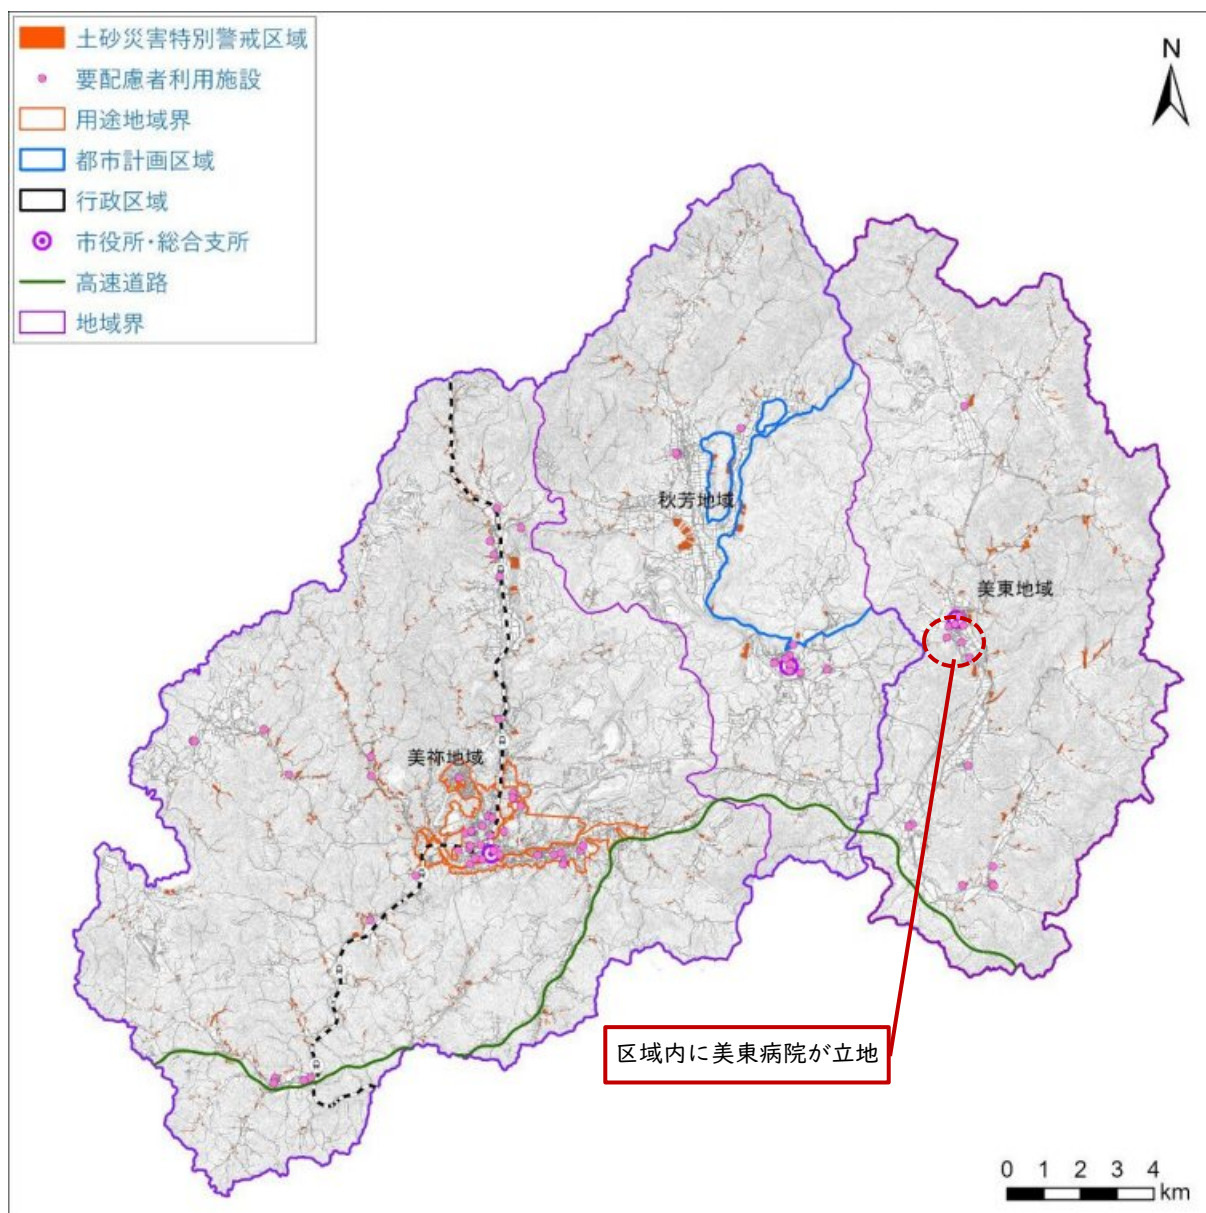 土砂災害特別警戒区域
要配慮者利用施設
用途地域界
都市計画区域
行政区域
市役所・総合支所
高速道路
地域界
N
秋芳地域
美東地域
美祢地域
区域内に美東病院が立地
0 1 2 3 4
km